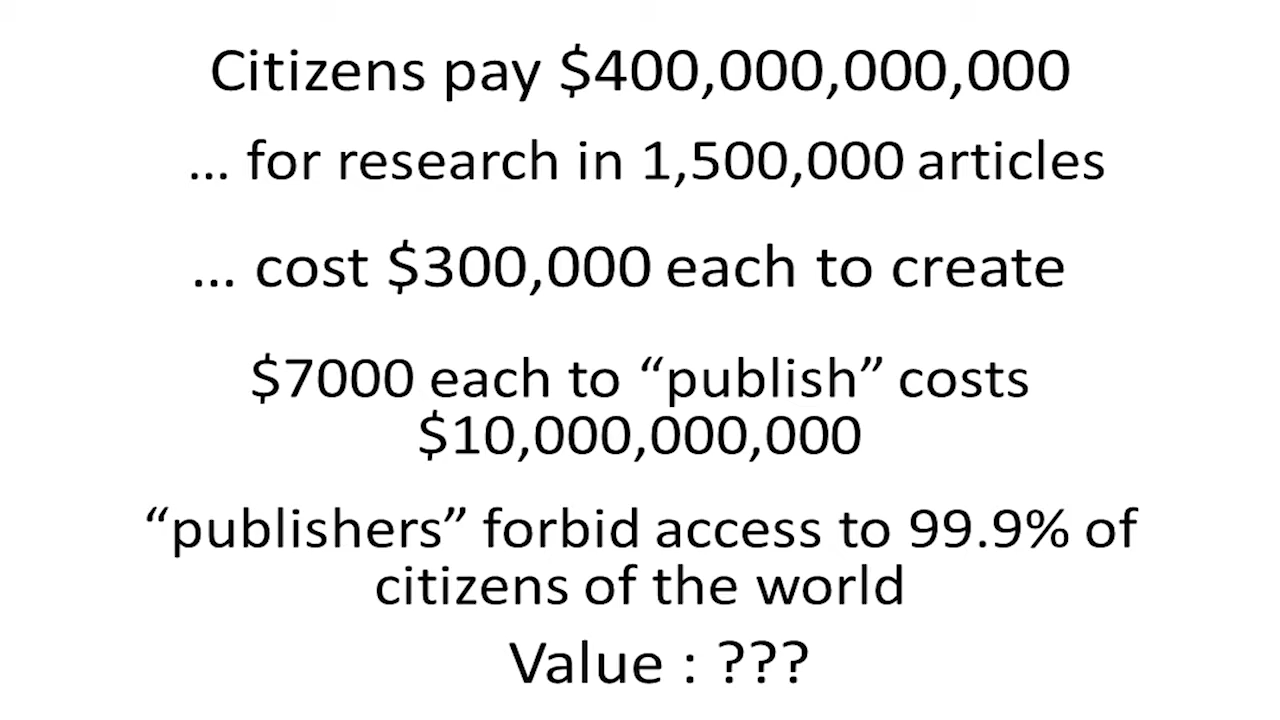 Citizens pay $400,000,000,000
… for research in 1,500,000 articles
… cost $300,000 each to create
$7000 each to “publish” costs
$10,000,000,000
“publishers” forbid access to 99.9% of
citizens of the world
Value : ???